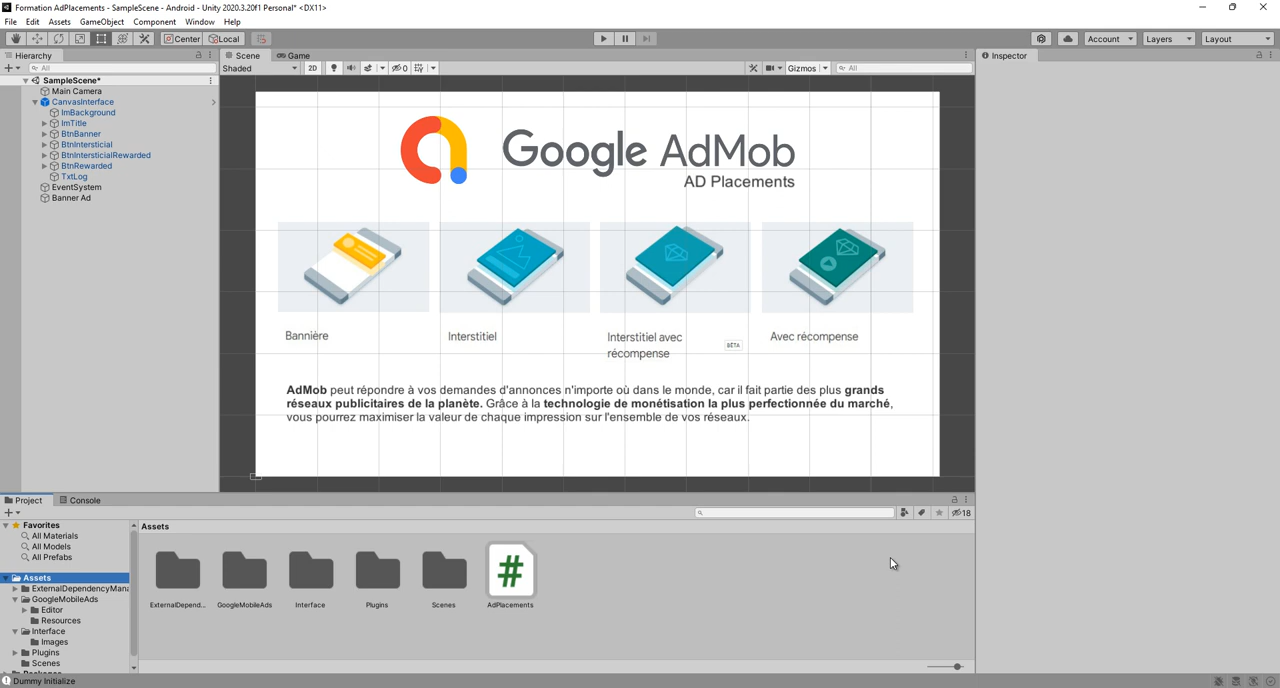 Formation AdPlacements - SampleScene - Android - Unity 2020.3.20f1 Personal* <DX11>
File Edit Assets GameObject Component Window Help
Center Local Account Layers Layout
Hierarchy
All
SampleScene*
Main Camera
CanvasInterface
ImBackground
ImTitle
BtnBanner
BtnIntersticial
BtnIntersticialRewarded
BtnRewarded
TxtLog
EventSystem
Banner Ad
Scene Game
Shaded 2D 0 Gizmos All
Google AdMob
AD Placements
Bannière
Interstitiel
Interstitiel avec
récompense
BÊTA
Avec récompense
AdMob peut répondre à vos demandes d'annonces n'importe où dans le monde, car il fait partie des plus grands
réseaux publicitaires de la planète. Grâce à la technologie de monétisation la plus perfectionnée du marché,
vous pourrez maximiser la valeur de chaque impression sur l'ensemble de vos réseaux.
Inspector
Project Console
18
Favorites
All Materials
All Models
All Prefabs
Assets
ExternalDependencyMana
GoogleMobileAds
Editor
Resources
Interface
Images
Plugins
Scenes
Assets
ExternalDepend...
GoogleMobileAds
Interface
Plugins
Scenes
#
AdPlacements
Dummy Initialize